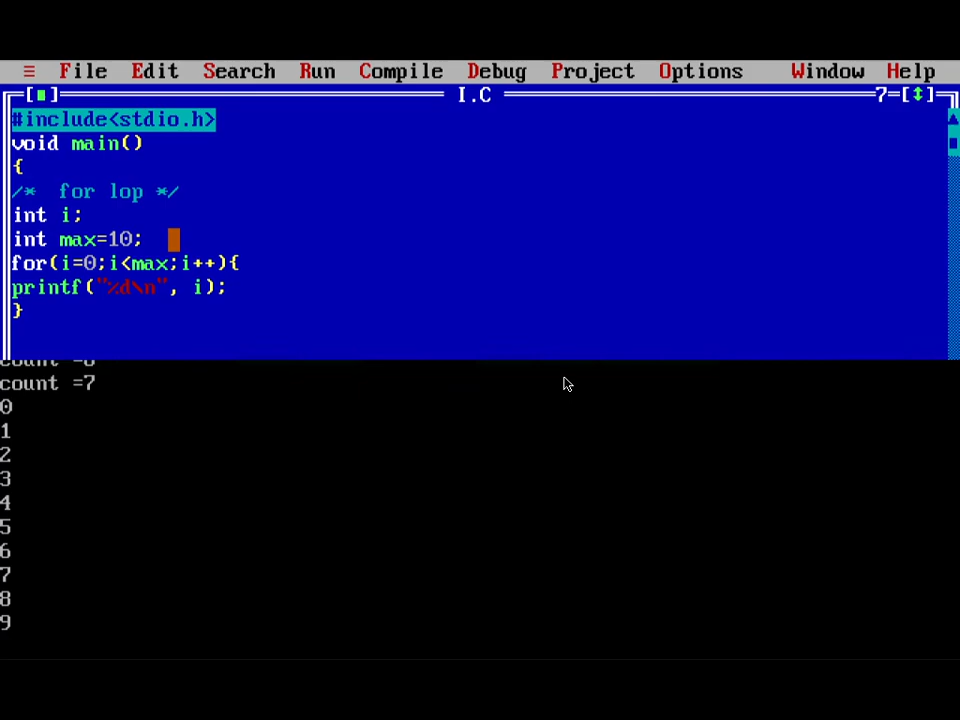 ≡ File Edit Search Run Compile Debug Project Options Window Help
[■] I.C 7=[↕]
#include<stdio.h>
void main()
{
/* for lop */
int i;
int max=10;
for(i=0;i<max;i++){
printf("%d\n", i);
}
count =
count =7
0
1
2
3
4
5
6
7
8
9